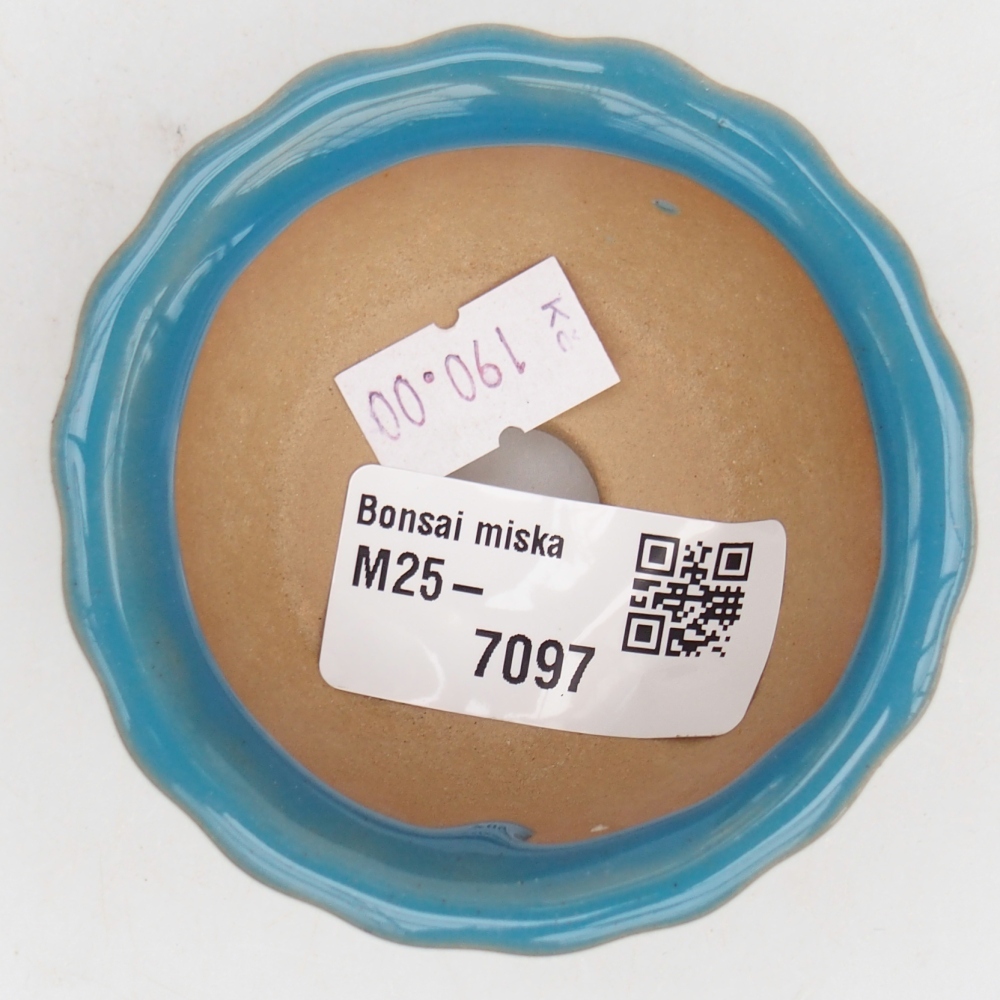 Kč 190.00
Bonsai miska
M25–
7097